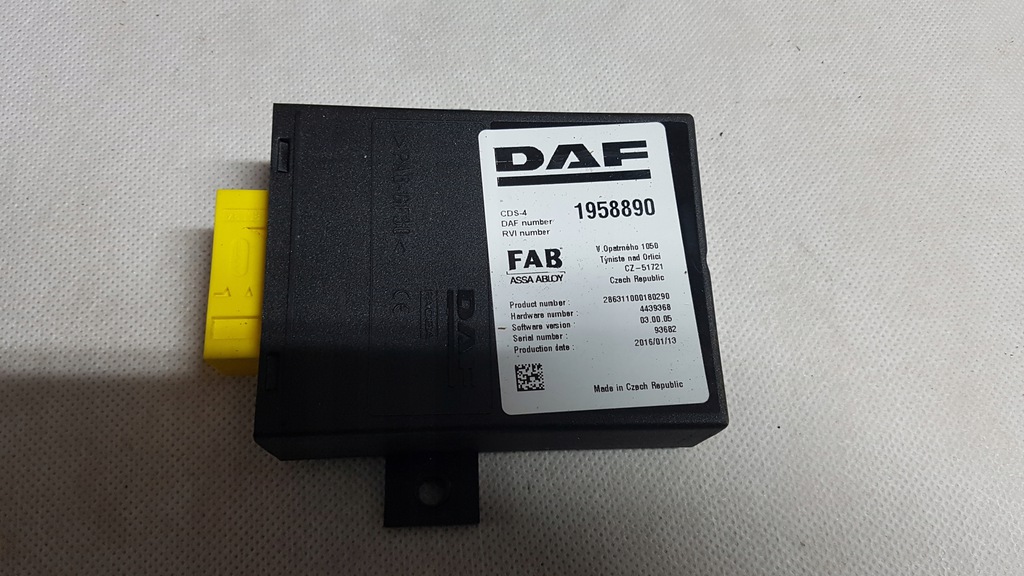 DAF
CDS-4
DAF number 1958890
RVI number
FAB
ASSA ABLOY
V.Opatrného 1050
Týniste nad Orlicí
CZ-51721
Czech Republic
Product number : 286311000180290
Hardware number : 4439368
Software version : 03.00.05
Serial number : 93682
Production date : 2016/01/13
Made in Czech Republic
DAF